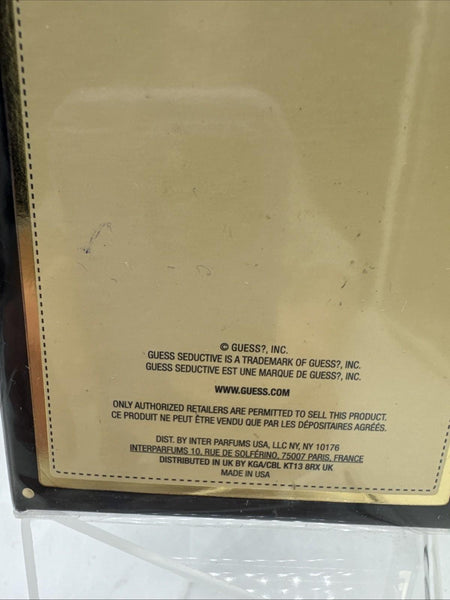 © GUESS?, INC.
GUESS SEDUCTIVE IS A TRADEMARK OF GUESS?, INC.
GUESS SEDUCTIVE EST UNE MARQUE DE GUESS?, INC.
WWW.GUESS.COM
ONLY AUTHORIZED RETAILERS ARE PERMITTED TO SELL THIS PRODUCT.
CE PRODUIT NE PEUT ÊTRE VENDU QUE PAR LES DÉPOSITAIRES AGRÉÉS.
DIST. BY INTER PARFUMS USA, LLC NY, NY 10176
INTERPARFUMS 10, RUE DE SOLFÉRINO, 75007 PARIS, FRANCE
DISTRIBUTED IN UK BY KGA/CBL KT13 8RX UK
MADE IN USA